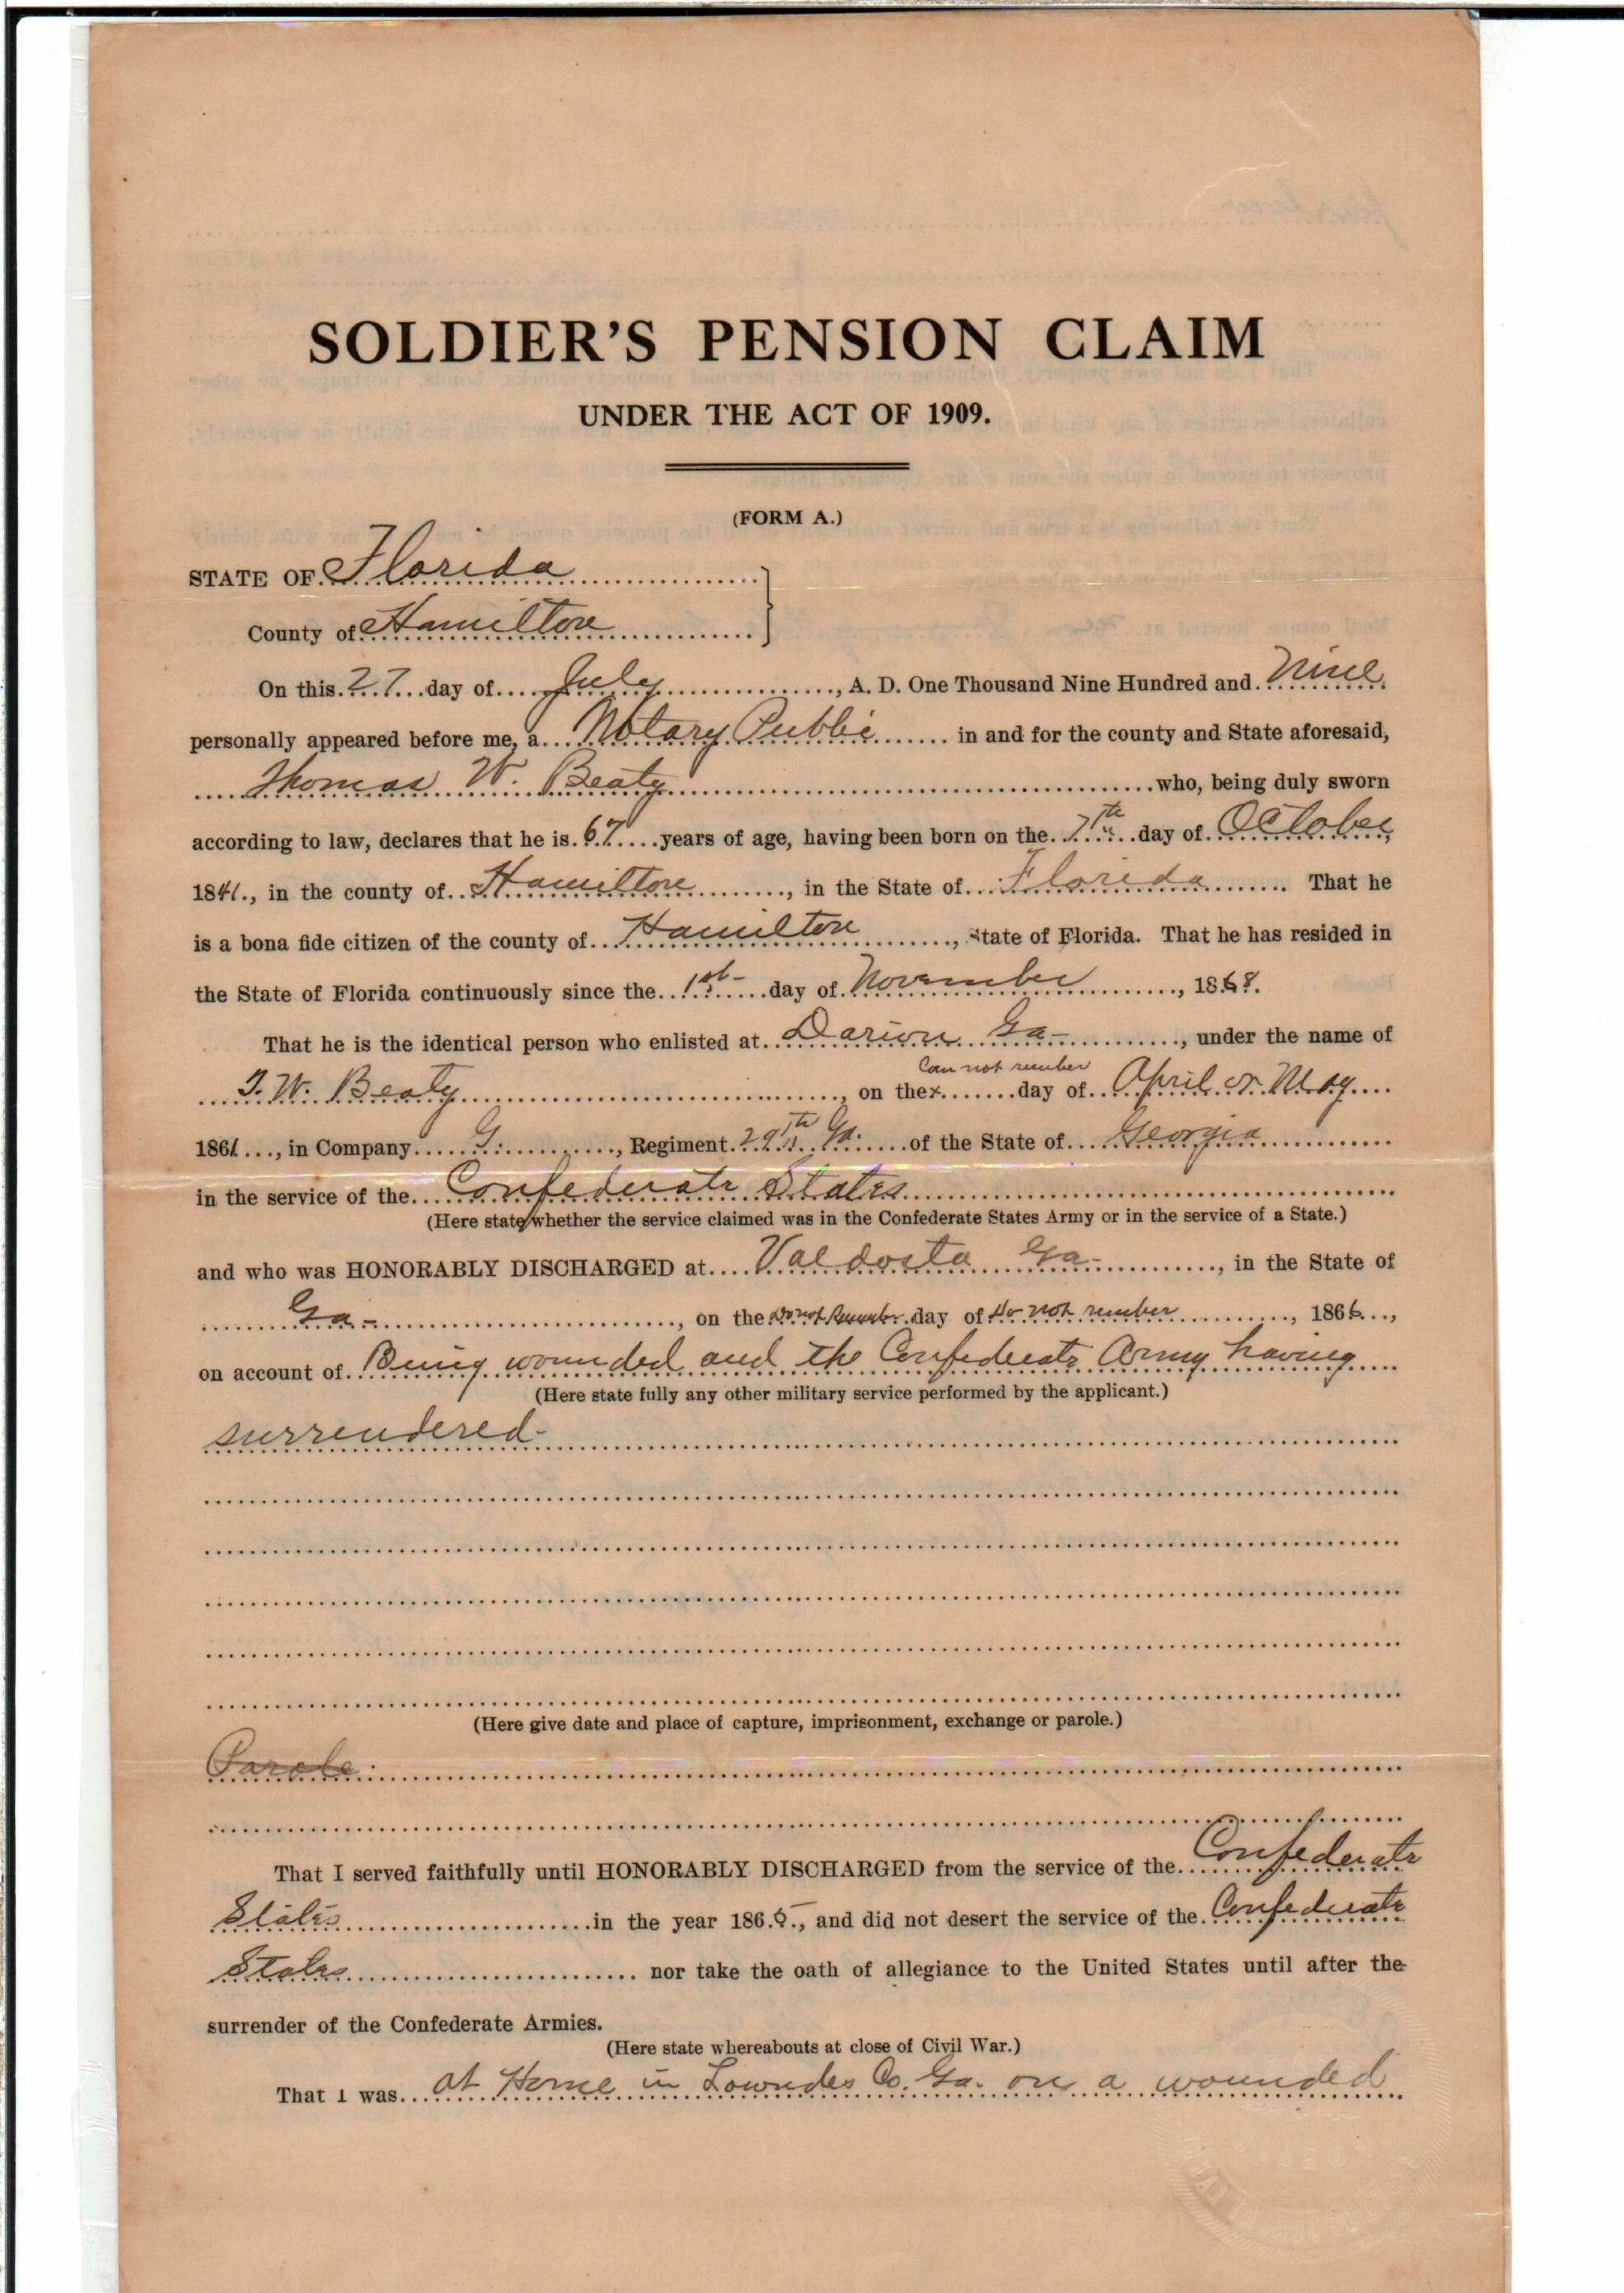 SOLDIER'S PENSION CLAIM
UNDER THE ACT OF 1909.
(FORM A.)
STATE OF Florida
County of Hamilton
On this 27 day of July, A. D. One Thousand Nine Hundred and Nine
personally appeared before me, a Notary Public in and for the county and State aforesaid,
Thomas W. Beaty who, being duly sworn
according to law, declares that he is 67 years of age, having been born on the 7th day of October
1841, in the county of Hamilton, in the State of Florida. That he
is a bona fide citizen of the county of Hamilton, State of Florida. That he has resided in
the State of Florida continuously since the 1st day of November, 1868.
That he is the identical person who enlisted at Darion Ga-, under the name of
Can not rember
T. W. Beaty, on the x day of April or May
1861, in Company G., Regiment 29th Ga. of the State of Georgia
in the service of the Confederate States
(Here state whether the service claimed was in the Confederate States Army or in the service of a State.)
and who was HONORABLY DISCHARGED at Valdosta Ga-, in the State of
Ga-, on the Do not Rember day of do not rember, 1866,
on account of Being wounded and the Confederate Army having
(Here state fully any other military service performed by the applicant.)
surrendered-
(Here give date and place of capture, imprisonment, exchange or parole.)
Parole
That I served faithfully until HONORABLY DISCHARGED from the service of the Confederate
States in the year 1865, and did not desert the service of the Confederate
States nor take the oath of allegiance to the United States until after the
surrender of the Confederate Armies.
(Here state whereabouts at close of Civil War.)
That I was at Home in Lowndes Co. Ga. on a wounded